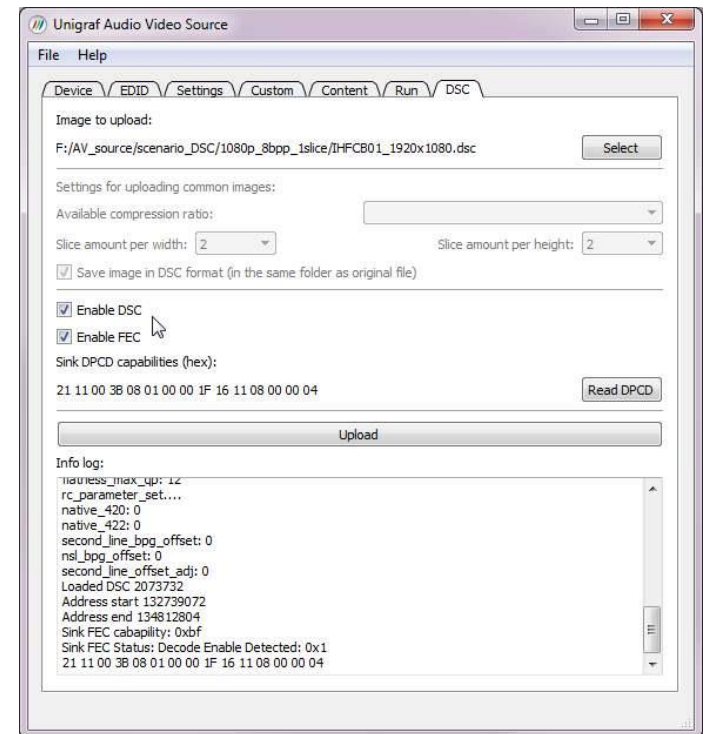 Unigraf Audio Video Source
File Help
Device EDID Settings Custom Content Run DSC
Image to upload:
F:/AV_source/scenario_DSC/1080p_8bpp_1slice/IHFCB01_1920x1080.dsc Select
Settings for uploading common images:
Available compression ratio:
Slice amount per width: 2 Slice amount per height: 2
Save image in DSC format (in the same folder as original file)
Enable DSC
Enable FEC
Sink DPCD capabilities (hex):
21 11 00 3B 08 01 00 00 1F 16 11 08 00 00 04 Read DPCD
Upload
Info log:
flatness_max_qp: 12
rc_parameter_set....
native_420: 0
native_422: 0
second_line_bpg_offset: 0
nsl_bpg_offset: 0
second_line_offset_adj: 0
Loaded DSC 2073732
Address start 132739072
Address end 134812804
Sink FEC cabapility: 0xbf
Sink FEC Status: Decode Enable Detected: 0x1
21 11 00 3B 08 01 00 00 1F 16 11 08 00 00 04